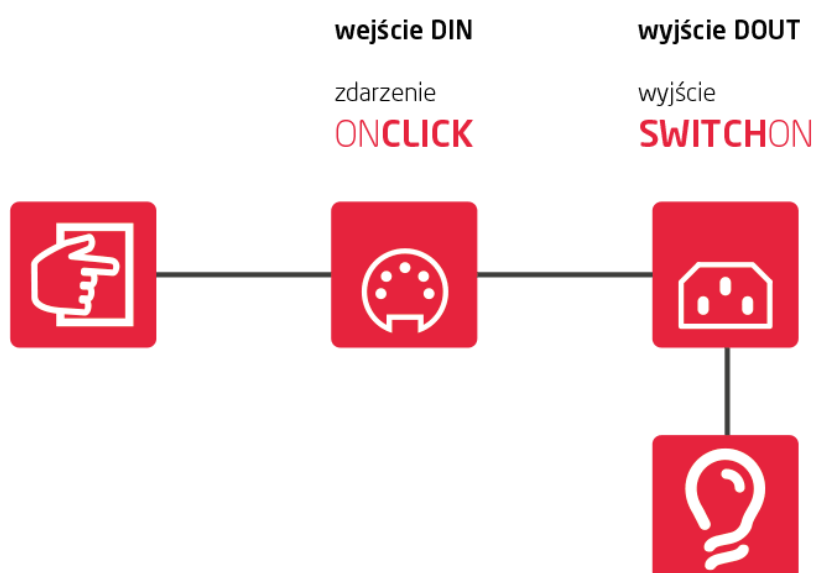 wejście DIN
zdarzenie
ONCLICK
wyjście DOUT
wyjście
SWITCHON